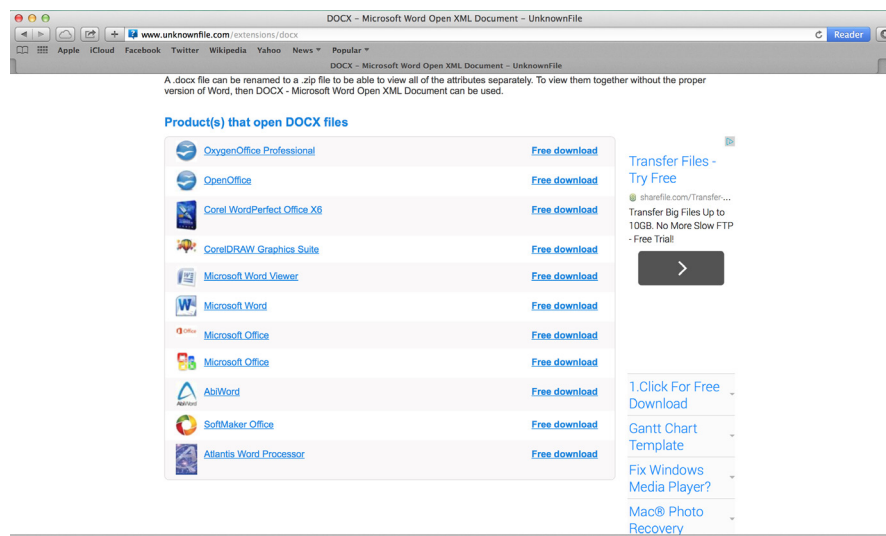 DOCX – Microsoft Word Open XML Document – UnknownFile
www.unknownfile.com/extensions/docx
Reader
Apple iCloud Facebook Twitter Wikipedia Yahoo News Popular
DOCX – Microsoft Word Open XML Document – UnknownFile
A .docx file can be renamed to a .zip file to be able to view all of the attributes separately. To view them together without the proper
version of Word, then DOCX - Microsoft Word Open XML Document can be used.
Product(s) that open DOCX files
OxygenOffice Professional Free download
OpenOffice Free download
Corel WordPerfect Office X6 Free download
CorelDRAW Graphics Suite Free download
Microsoft Word Viewer Free download
Microsoft Word Free download
Office
Microsoft Office Free download
Microsoft Office Free download
AbiWord Free download
AbiWord
SoftMaker Office Free download
Atlantis Word Processor Free download
Transfer Files -
Try Free
sharefile.com/Transfer-...
Transfer Big Files Up to
10GB. No More Slow FTP
- Free Trial!
1.Click For Free
Download
Gantt Chart
Template
Fix Windows
Media Player?
Mac® Photo
Recovery